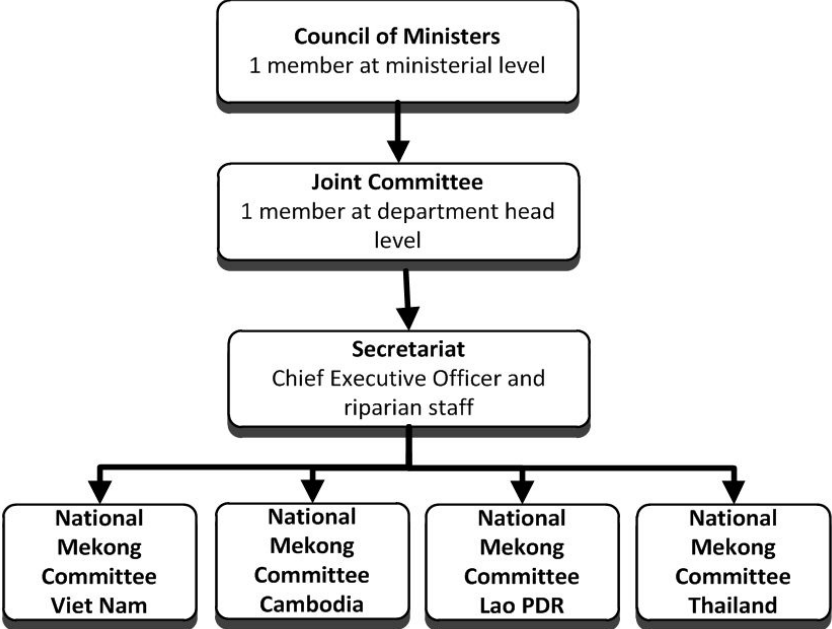 Council of Ministers
1 member at ministerial level
Joint Committee
1 member at department head
level
Secretariat
Chief Executive Officer and
riparian staff
National
Mekong
Committee
Viet Nam
National
Mekong
Committee
Cambodia
National
Mekong
Committee
Lao PDR
National
Mekong
Committee
Thailand